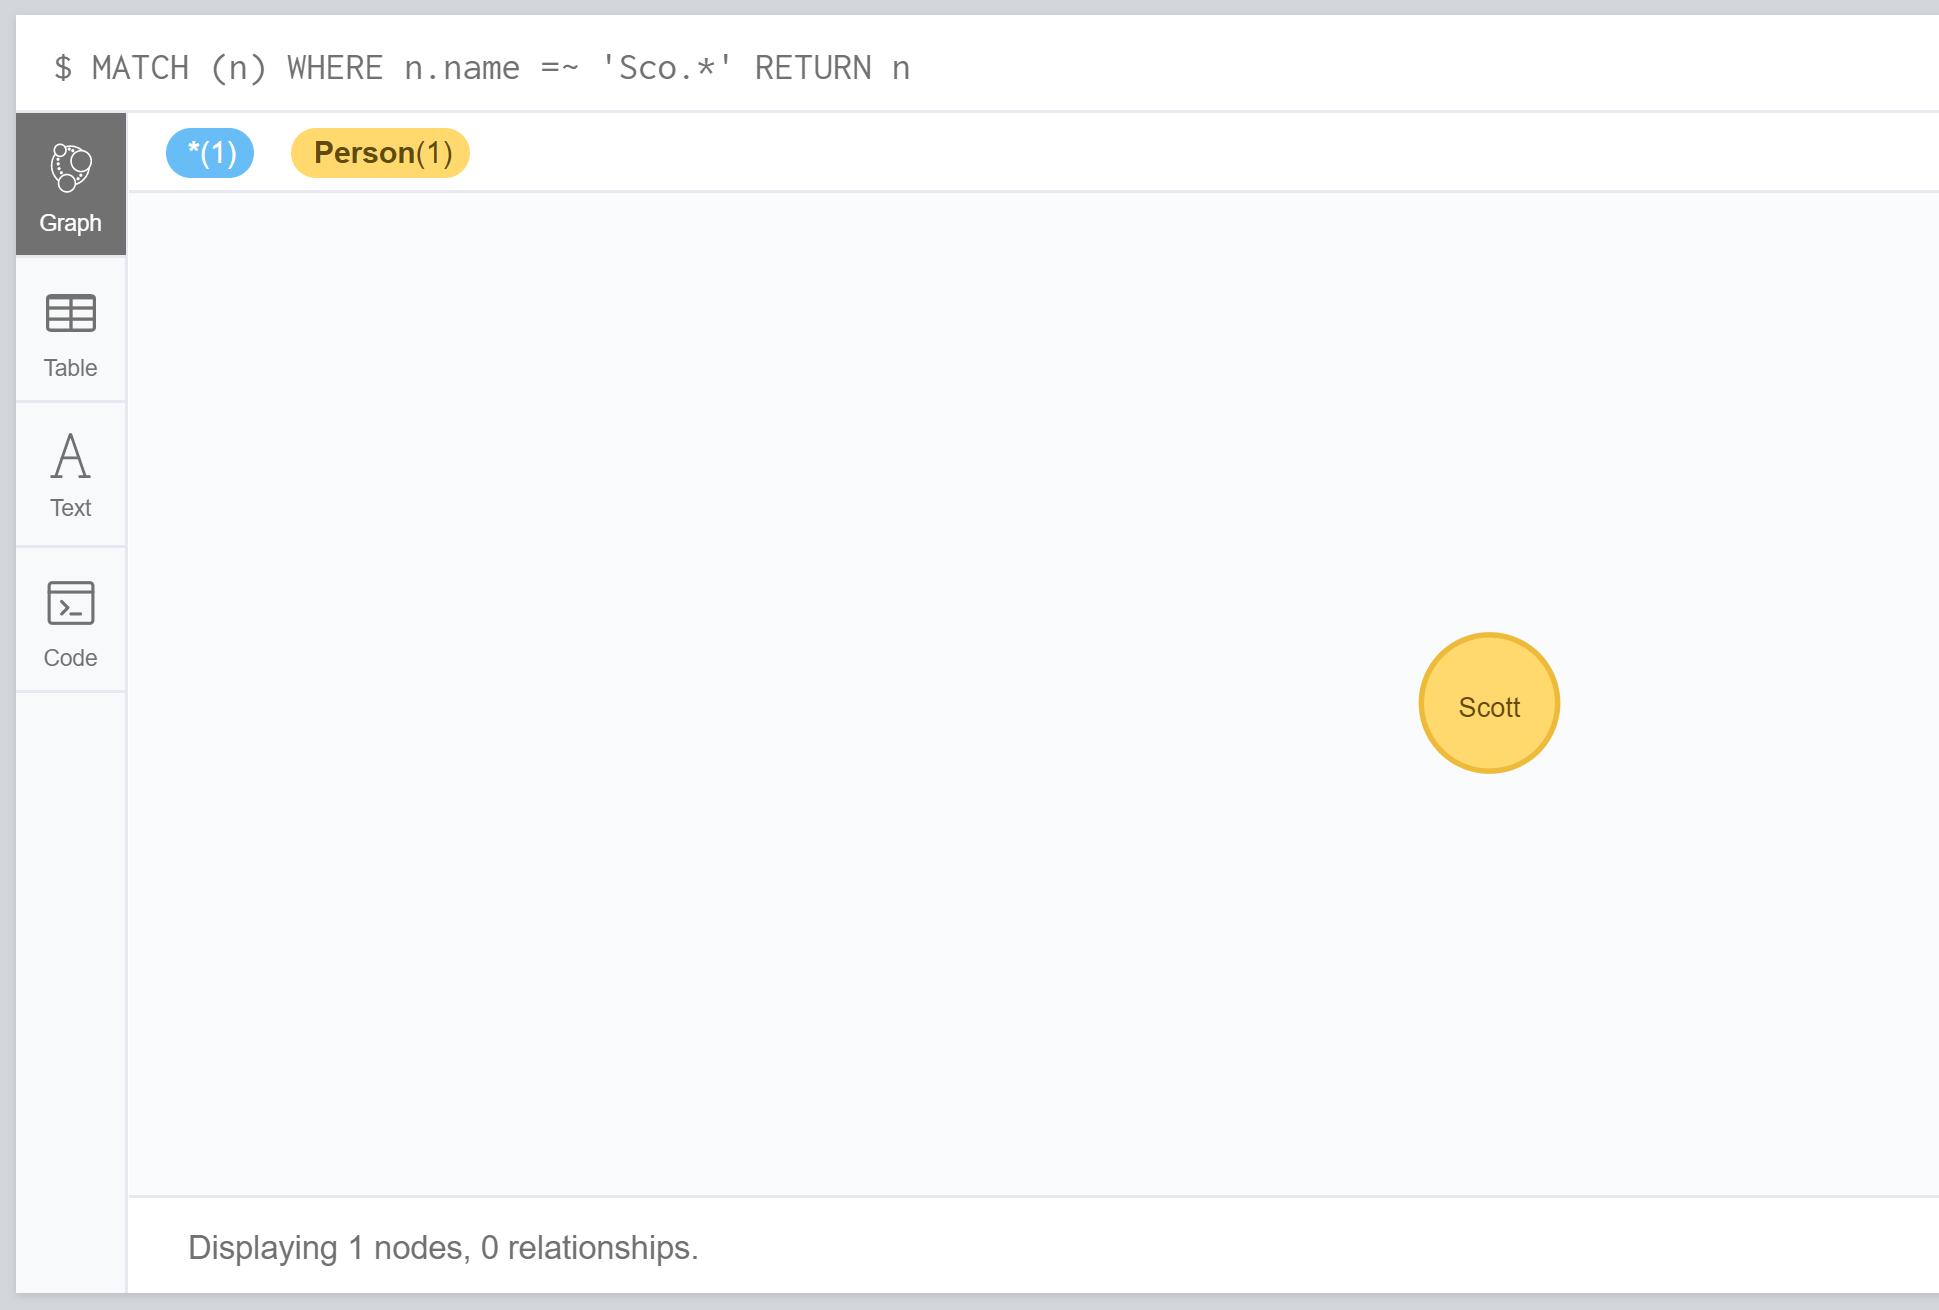 $ MATCH (n) WHERE n.name =~ 'Sco.*' RETURN n
*(1) Person(1)
Graph
Table
Text
Code
Scott
Displaying 1 nodes, 0 relationships.